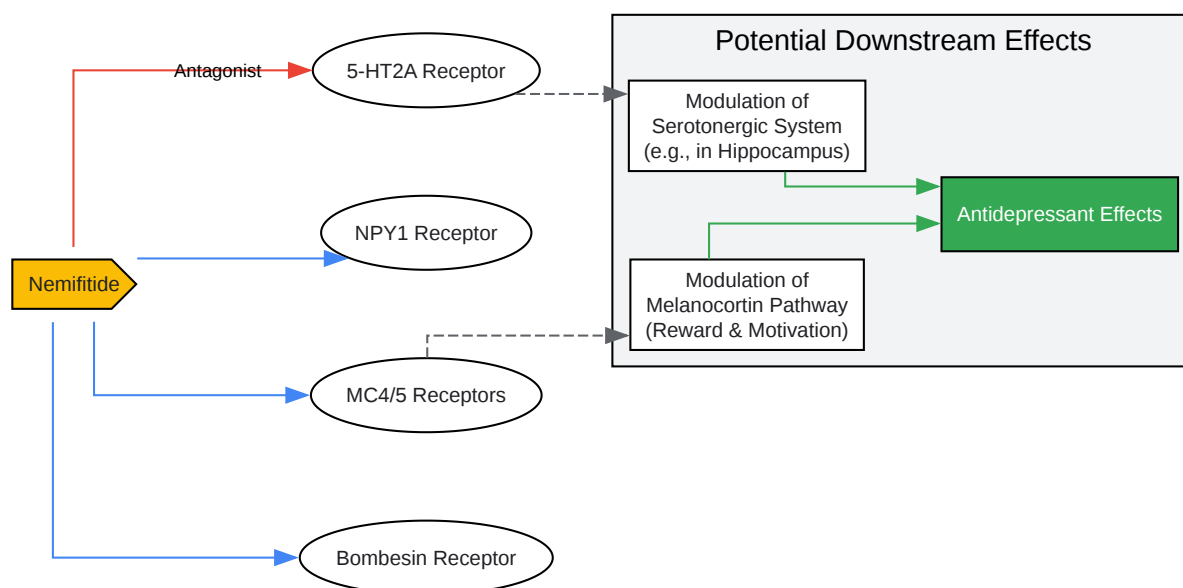 Potential Downstream Effects
Antagonist
5-HT2A Receptor
Modulation of
Serotonergic System
(e.g., in Hippocampus)
Antidepressant Effects
NPY1 Receptor
Nemifitide
Modulation of
Melanocortin Pathway
(Reward & Motivation)
MC4/5 Receptors
Bombesin Receptor